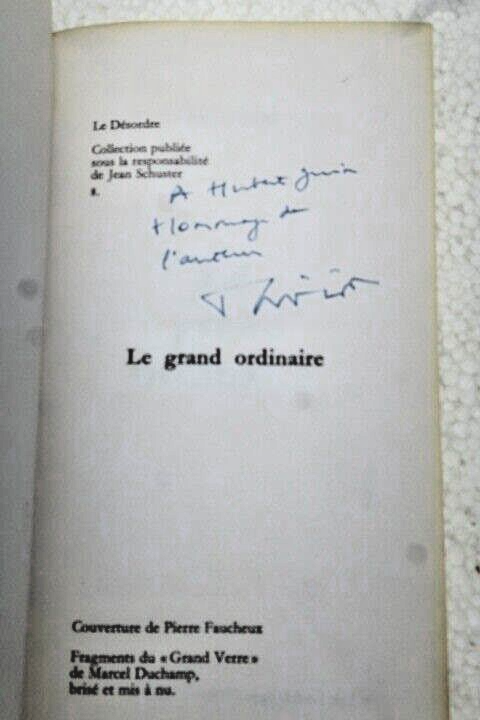 Le Désordre
Collection publiée
sous la responsabilité
de Jean Schuster
8.
A Hubert Juin
Hommage de
l'auteur
Le grand ordinaire
Couverture de Pierre Faucheux
Fragments du « Grand Verre »
de Marcel Duchamp,
brisé et mis à nu.